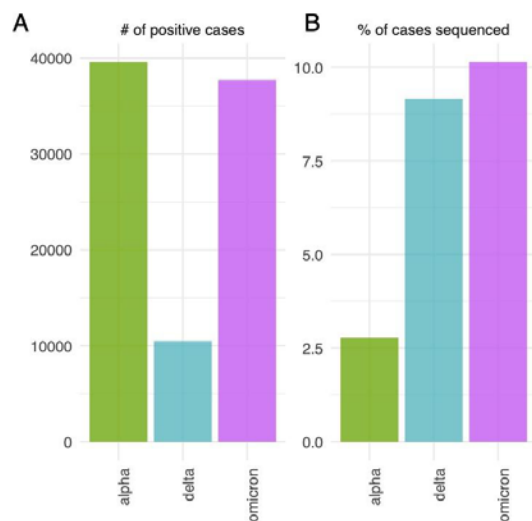 A
# of positive cases
40000
30000
20000
10000
0
alpha
delta
omicron
B
% of cases sequenced
10.0
7.5
5.0
2.5
0.0
alpha
delta
omicron